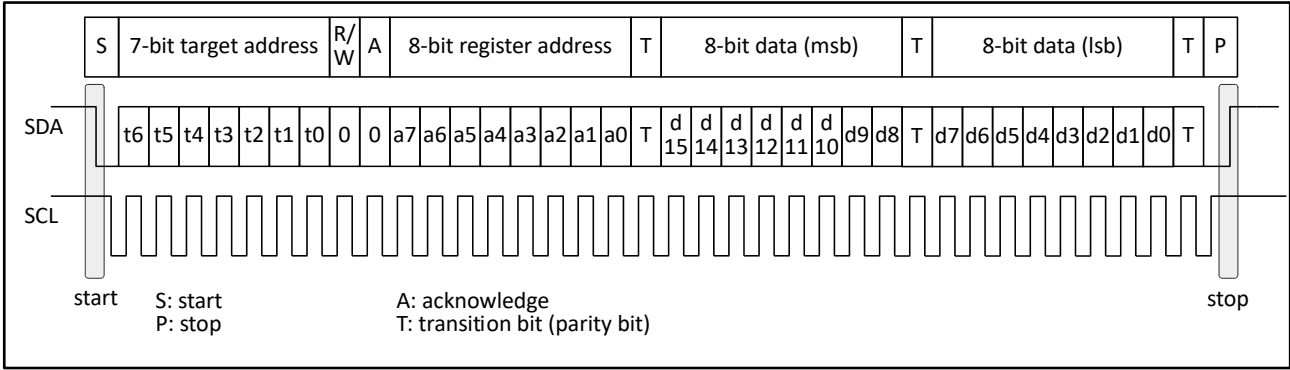 S 7-bit target address R/W A 8-bit register address T 8-bit data (msb) T 8-bit data (lsb) T P
SDA t6 t5 t4 t3 t2 t1 t0 0 0 a7 a6 a5 a4 a3 a2 a1 a0 T d15 d14 d13 d12 d11 d10 d9 d8 T d7 d6 d5 d4 d3 d2 d1 d0 T
SCL
start stop
S: start A: acknowledge
P: stop T: transition bit (parity bit)